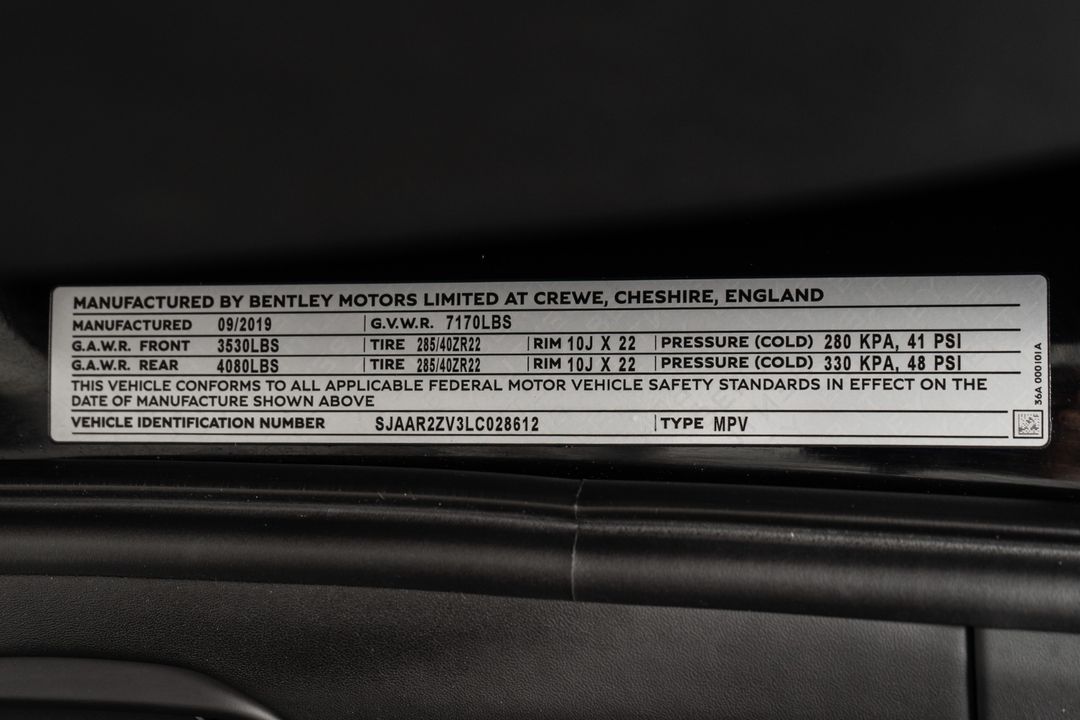 MANUFACTURED BY BENTLEY MOTORS LIMITED AT CREWE, CHESHIRE, ENGLAND
MANUFACTURED 09/2019 G.V.W.R. 7170LBS
G.A.W.R. FRONT 3530LBS TIRE 285/40ZR22 RIM 10J X 22 PRESSURE (COLD) 280 KPA, 41 PSI
G.A.W.R. REAR 4080LBS TIRE 285/40ZR22 RIM 10J X 22 PRESSURE (COLD) 330 KPA, 48 PSI
THIS VEHICLE CONFORMS TO ALL APPLICABLE FEDERAL MOTOR VEHICLE SAFETY STANDARDS IN EFFECT ON THE
DATE OF MANUFACTURE SHOWN ABOVE
VEHICLE IDENTIFICATION NUMBER SJAAR2ZV3LC028612 TYPE MPV
36A 000101A